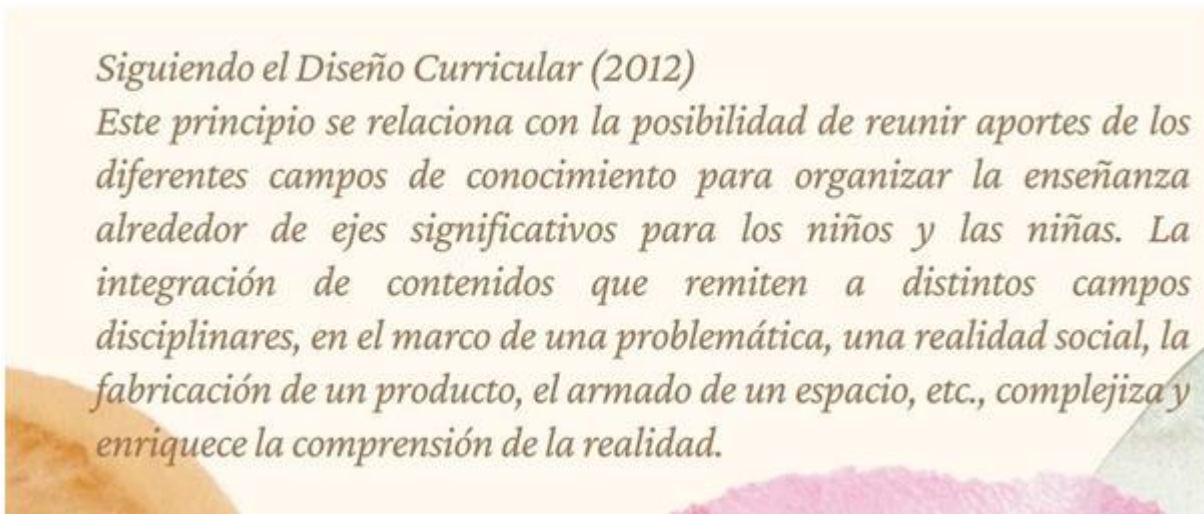 Siguiendo el Diseño Curricular (2012)
Este principio se relaciona con la posibilidad de reunir aportes de los
diferentes campos de conocimiento para organizar la enseñanza
alrededor de ejes significativos para los niños y las niñas. La
integración de contenidos que remiten a distintos campos
disciplinares, en el marco de una problemática, una realidad social, la
fabricación de un producto, el armado de un espacio, etc., complejiza y
enriquece la comprensión de la realidad.